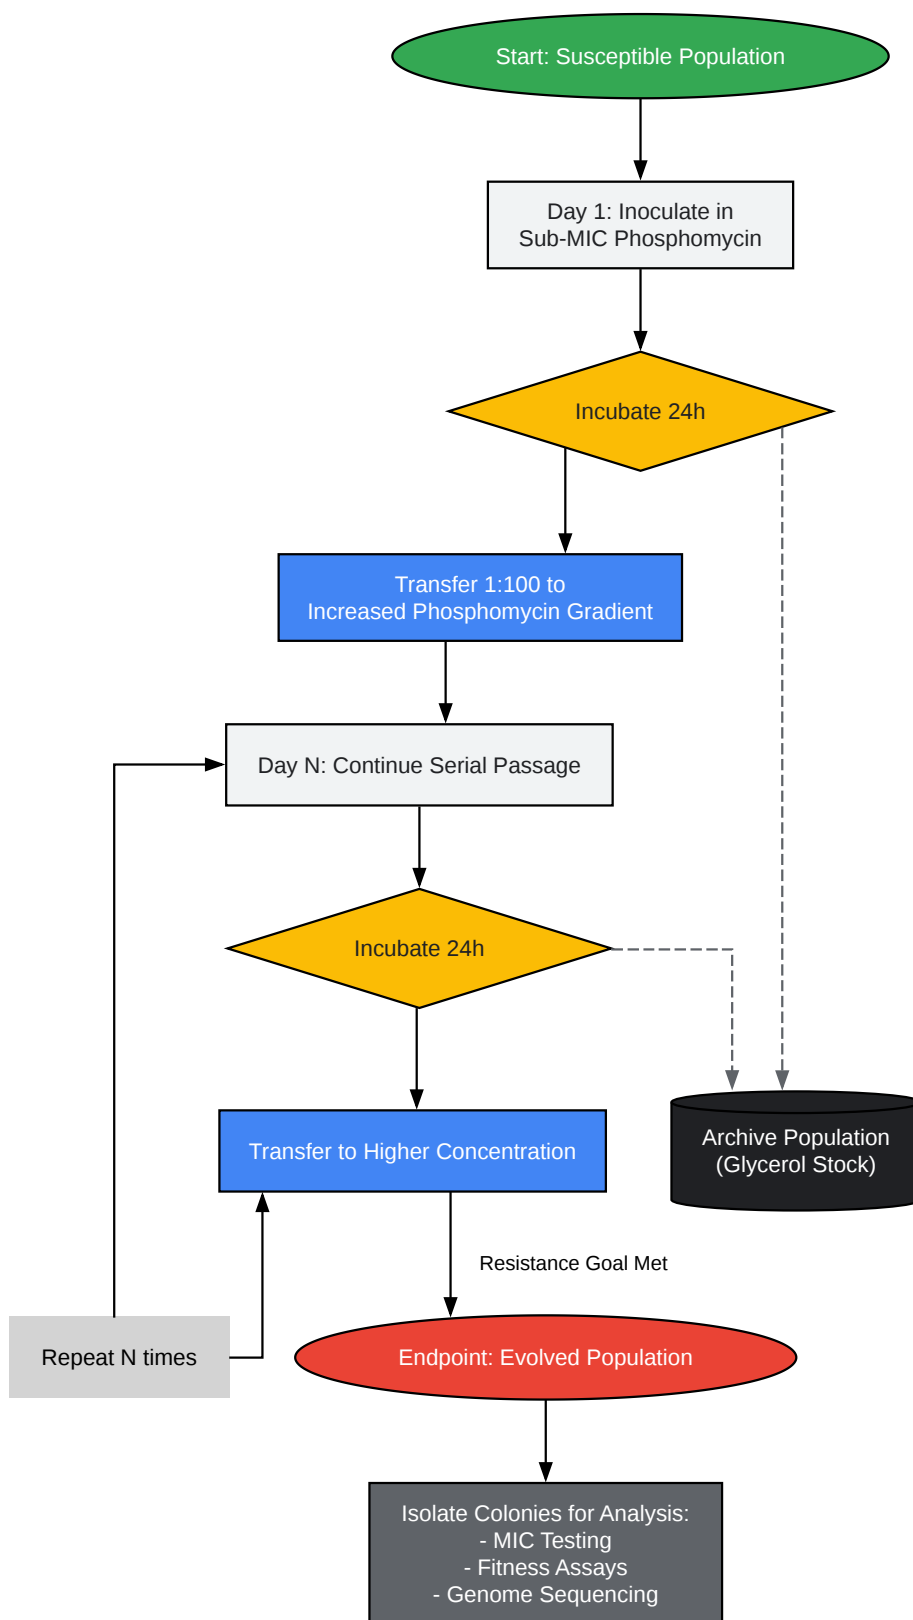 Start: Susceptible Population
Day 1: Inoculate in
Sub-MIC Phosphomycin
Incubate 24h
Transfer 1:100 to
Increased Phosphomycin Gradient
Day N: Continue Serial Passage
Incubate 24h
Transfer to Higher Concentration
Archive Population
(Glycerol Stock)
Resistance Goal Met
Repeat N times
Endpoint: Evolved Population
Isolate Colonies for Analysis:
- MIC Testing
- Fitness Assays
- Genome Sequencing